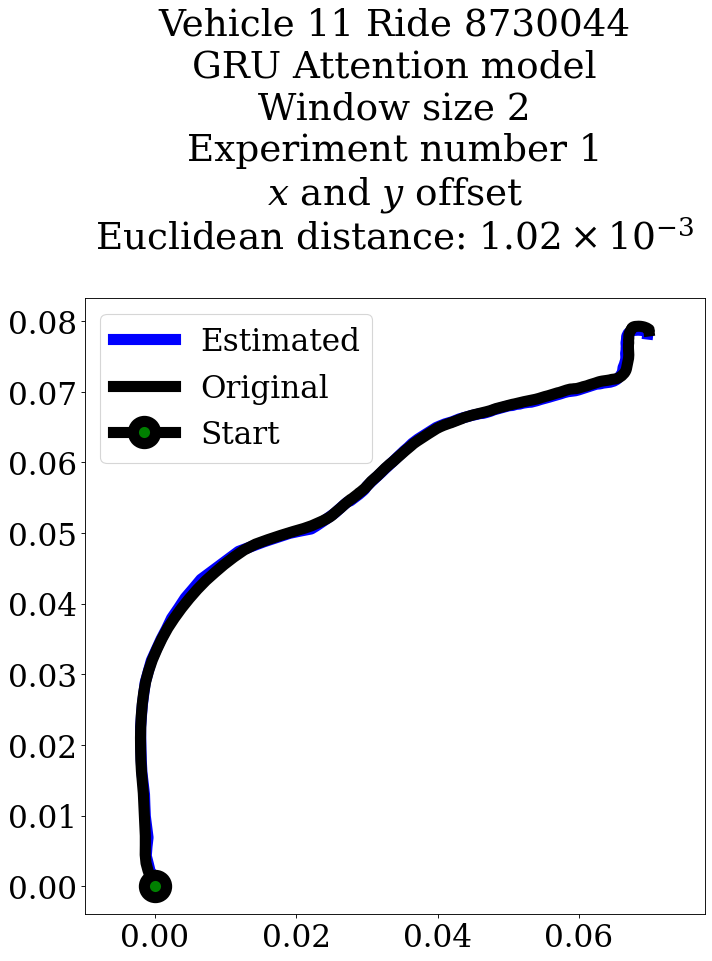 Vehicle 11 Ride 8730044
GRU Attention model
Window size 2
Experiment number 1
x and y offset
Euclidean distance: 1.02 × 10⁻³
0.08
0.07
0.06
0.05
0.04
0.03
0.02
0.01
0.00
Estimated
Original
Start
0.00 0.02 0.04 0.06